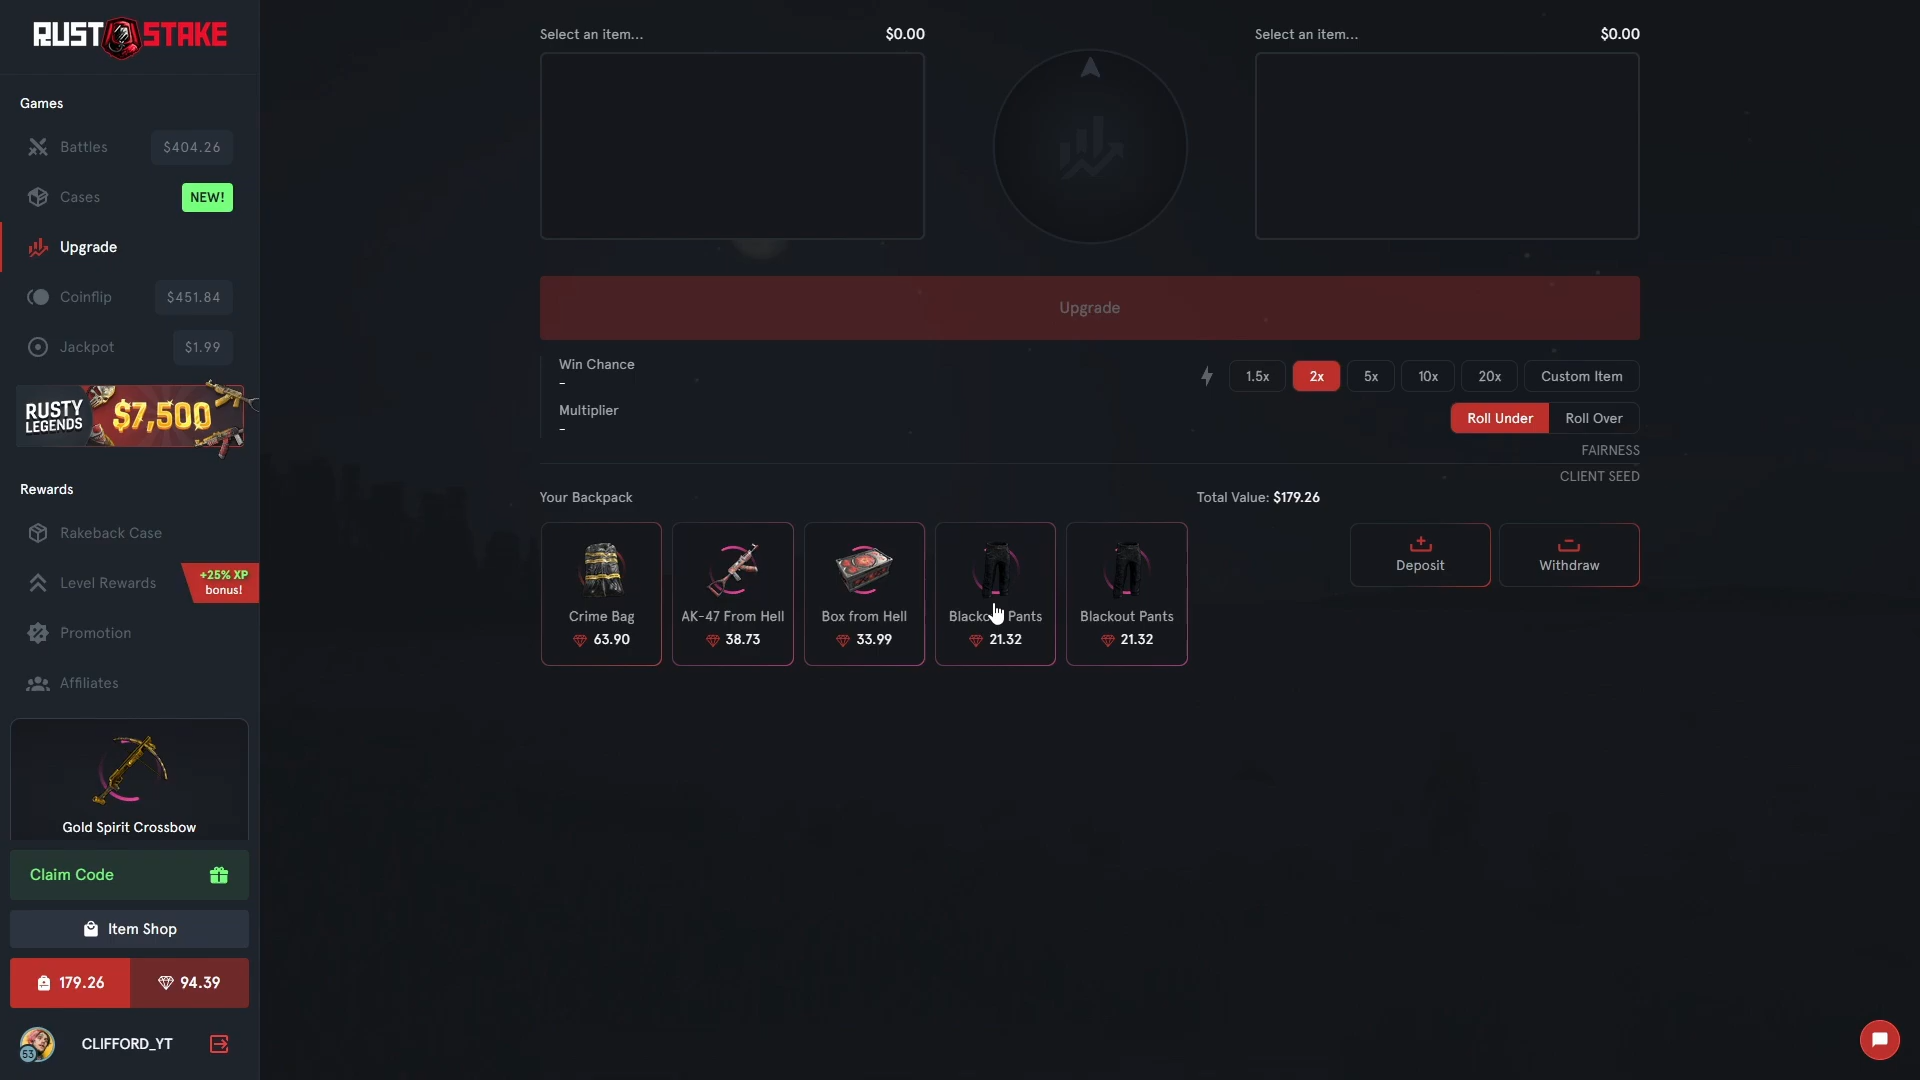 RUST STAKE
Games
Battles
$404.26
Cases
NEW!
Upgrade
Coinflip
$451.84
Jackpot
$1.99
RUSTY
LEGENDS
$7,500
Rewards
Rakeback Case
Level Rewards
+25% XP
bonus!
Promotion
Affiliates
Gold Spirit Crossbow
Claim Code
Item Shop
179.26
94.39
53
CLIFFORD_YT
Select an item...
$0.00
Select an item...
$0.00
Upgrade
Win Chance
-
Multiplier
-
1.5x
2x
5x
10x
20x
Custom Item
Roll Under
Roll Over
FAIRNESS
CLIENT SEED
Your Backpack
Total Value: $179.26
Crime Bag
63.90
AK-47 From Hell
38.73
Box from Hell
33.99
Blackout Pants
21.32
Blackout Pants
21.32
Deposit
Withdraw